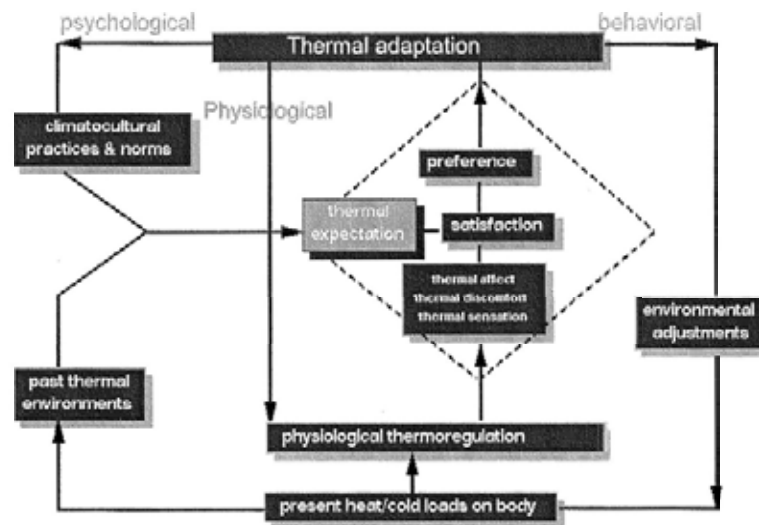 psychological
behavioral
Thermal adaptation
Physiological
climatocultural
practices & norms
preference
thermal
expectation
satisfaction
thermal affect
thermal discomfort
thermal sensation
environmental
adjustments
past thermal
environments
physiological thermoregulation
present heat/cold loads on body